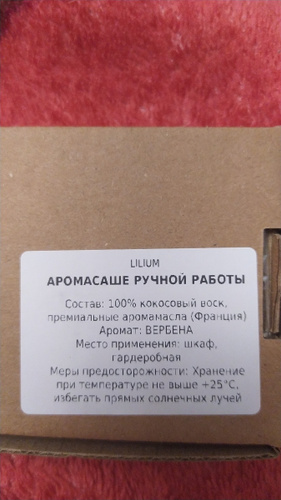 LILIUM
АРОМАСАШЕ РУЧНОЙ РАБОТЫ
Состав: 100% кокосовый воск,
премиальные аромамасла (Франция)
Аромат: ВЕРБЕНА
Место применения: шкаф,
гардеробная
Меры предосторожности: Хранение
при температуре не выше +25°С,
избегать прямых солнечных лучей